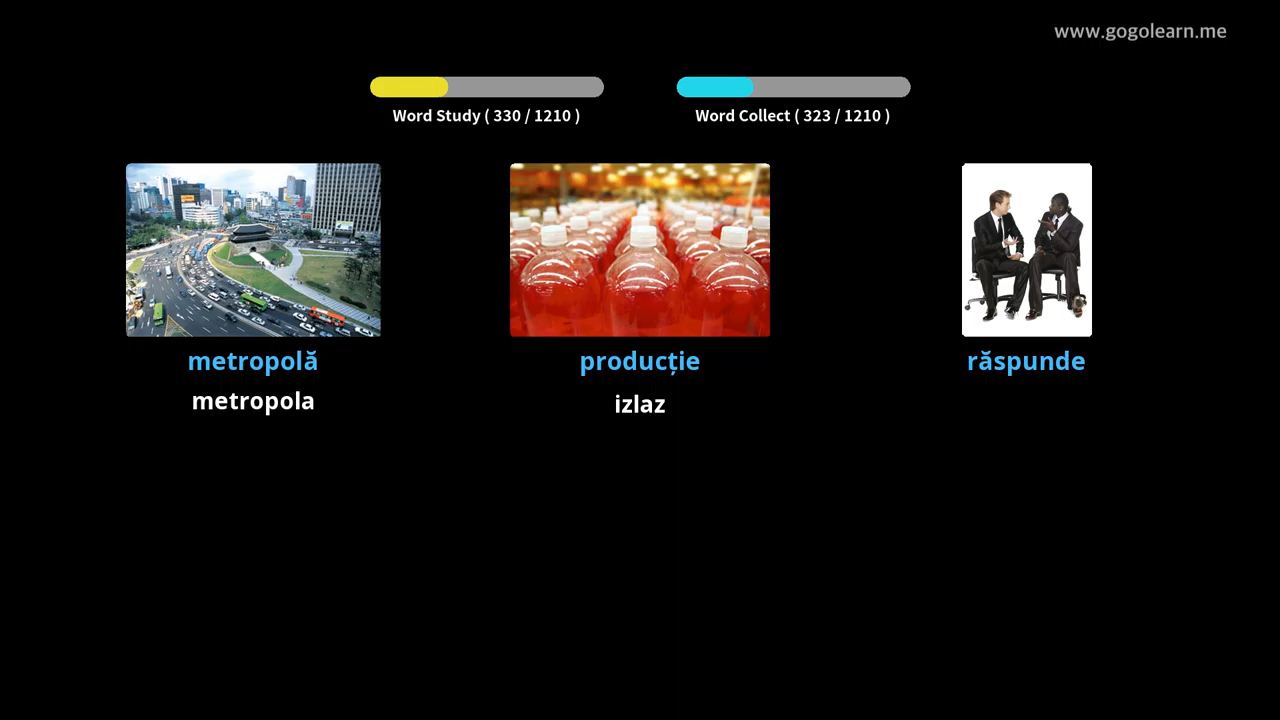 www.gogolearn.me
Word Study ( 330 / 1210 )
Word Collect ( 323 / 1210 )
metropolă
producție
răspunde
metropola
izlaz